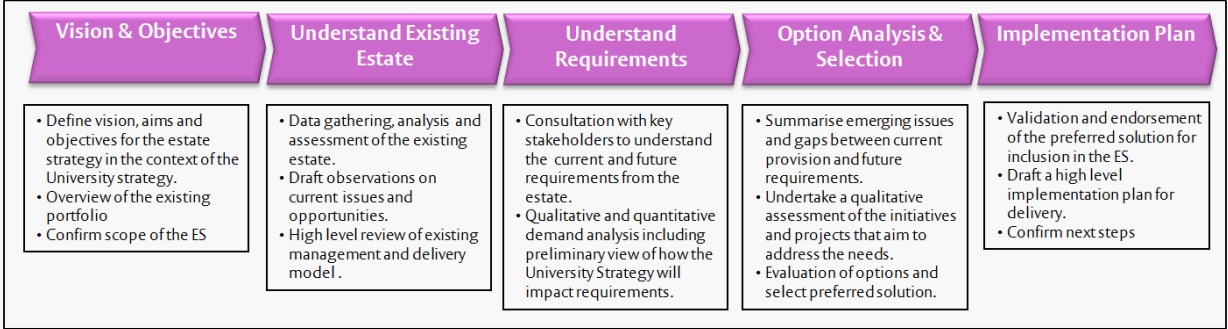 Vision & Objectives
Understand Existing
Estate
Understand
Requirements
Option Analysis &
Selection
Implementation Plan
• Define vision, aims and
objectives for the estate
strategy in the context of the
University strategy.
• Overview of the existing
portfolio
• Confirm scope of the ES
• Data gathering, analysis and
assessment of the existing
estate.
• Draft observations on
current issues and
opportunities.
• High level review of existing
management and delivery
model .
• Consultation with key
stakeholders to understand
the current and future
requirements from the
estate.
• Qualitative and quantitative
demand analysis including
preliminary view of how the
University Strategy will
impact requirements.
• Summarise emerging issues
and gaps between current
provision and future
requirements.
• Undertake a qualitative
assessment of the initiatives
and projects that aim to
address the needs.
• Evaluation of options and
select preferred solution.
• Validation and endorsement
of the preferred solution for
inclusion in the ES.
• Draft a high level
implementation plan for
delivery.
• Confirm next steps